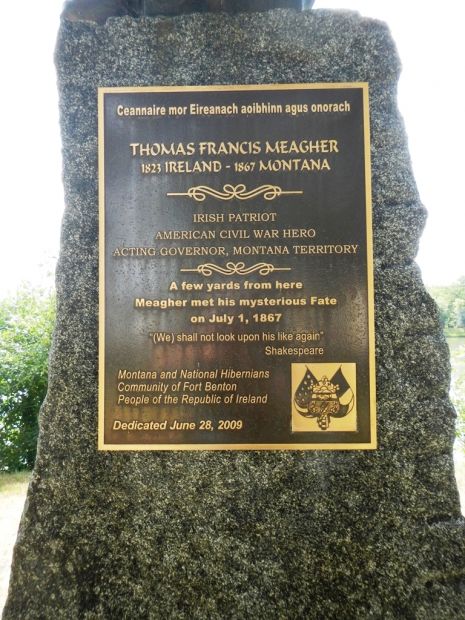 Ceannaire mor Eireanach aoibhinn agus onorach
THOMAS FRANCIS MEAGHER
1823 IRELAND - 1867 MONTANA
IRISH PATRIOT
AMERICAN CIVIL WAR HERO
ACTING GOVERNOR, MONTANA TERRITORY
A few yards from here
Meagher met his mysterious Fate
on July 1, 1867
"(We) shall not look upon his like again"
Shakespeare
Montana and National Hibernians
Community of Fort Benton
People of the Republic of Ireland
Dedicated June 28, 2009